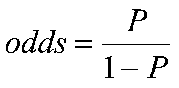 odds = P / (1 − P)